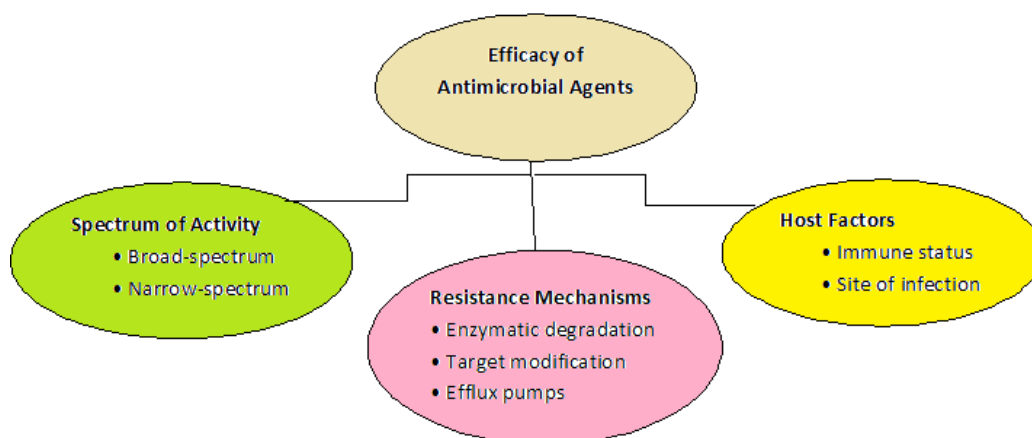 Efficacy of
Antimicrobial Agents
Spectrum of Activity
• Broad-spectrum
• Narrow-spectrum
Resistance Mechanisms
• Enzymatic degradation
• Target modification
• Efflux pumps
Host Factors
• Immune status
• Site of infection